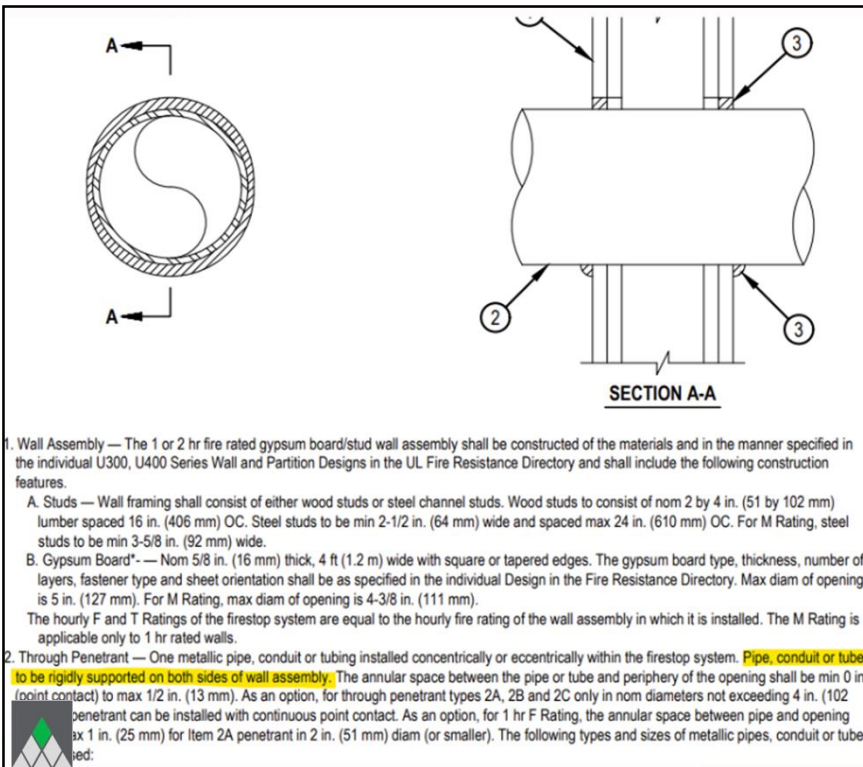 A
3
A
2
3
SECTION A-A
1. Wall Assembly — The 1 or 2 hr fire rated gypsum board/stud wall assembly shall be constructed of the materials and in the manner specified in
the individual U300, U400 Series Wall and Partition Designs in the UL Fire Resistance Directory and shall include the following construction
features.
A. Studs — Wall framing shall consist of either wood studs or steel channel studs. Wood studs to consist of nom 2 by 4 in. (51 by 102 mm)
lumber spaced 16 in. (406 mm) OC. Steel studs to be min 2-1/2 in. (64 mm) wide and spaced max 24 in. (610 mm) OC. For M Rating, steel
studs to be min 3-5/8 in. (92 mm) wide.
B. Gypsum Board*- — Nom 5/8 in. (16 mm) thick, 4 ft (1.2 m) wide with square or tapered edges. The gypsum board type, thickness, number of
layers, fastener type and sheet orientation shall be as specified in the individual Design in the Fire Resistance Directory. Max diam of opening
is 5 in. (127 mm). For M Rating, max diam of opening is 4-3/8 in. (111 mm).
The hourly F and T Ratings of the firestop system are equal to the hourly fire rating of the wall assembly in which it is installed. The M Rating is
applicable only to 1 hr rated walls.
2. Through Penetrant — One metallic pipe, conduit or tubing installed concentrically or eccentrically within the firestop system. Pipe, conduit or tube
to be rigidly supported on both sides of wall assembly. The annular space between the pipe or tube and periphery of the opening shall be min 0 in
(point contact) to max 1/2 in. (13 mm). As an option, for through penetrant types 2A, 2B and 2C only in nom diameters not exceeding 4 in. (102
penetrant can be installed with continuous point contact. As an option, for 1 hr F Rating, the annular space between pipe and opening
1 in. (25 mm) for Item 2A penetrant in 2 in. (51 mm) diam (or smaller). The following types and sizes of metallic pipes, conduit or tube